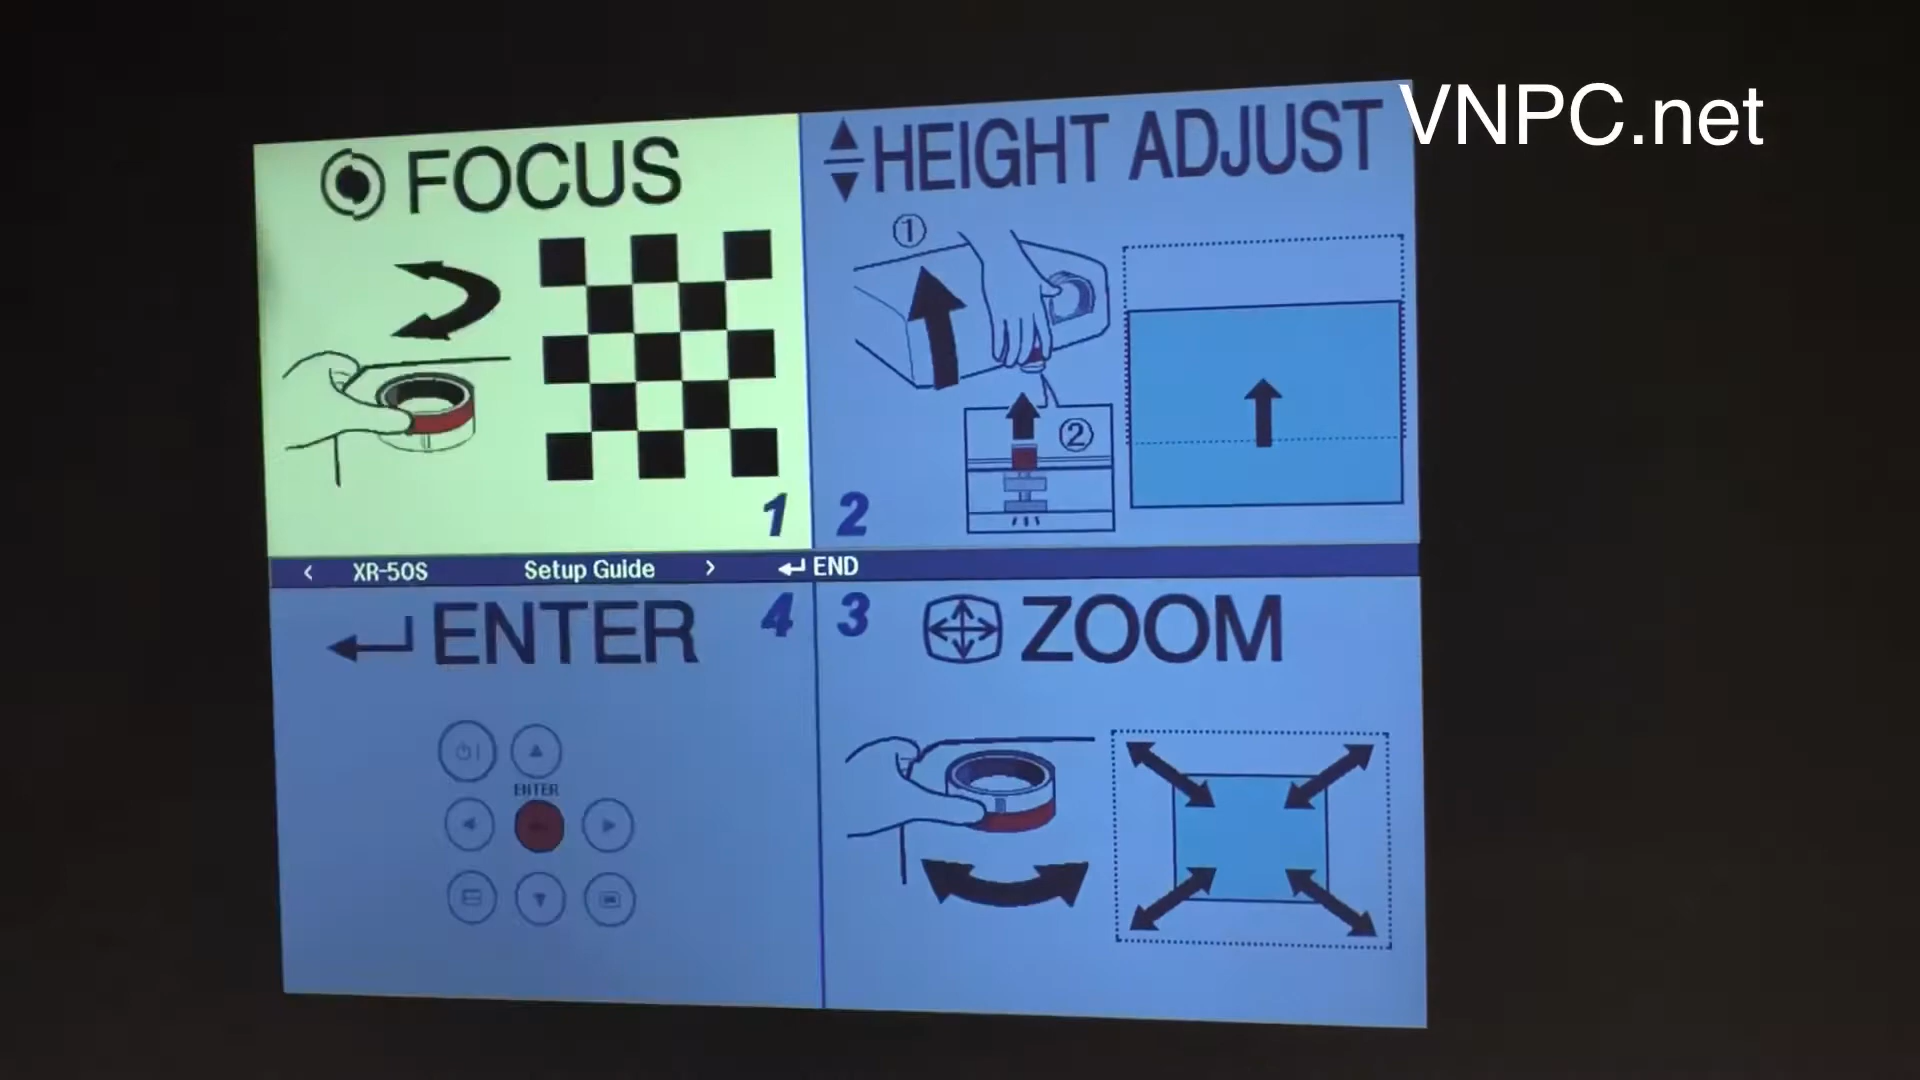 VNPC.net
FOCUS
HEIGHT ADJUST
①
②
1
2
< XR-50S Setup Guide > ↵ END
ENTER
4
3
ZOOM
ENTER